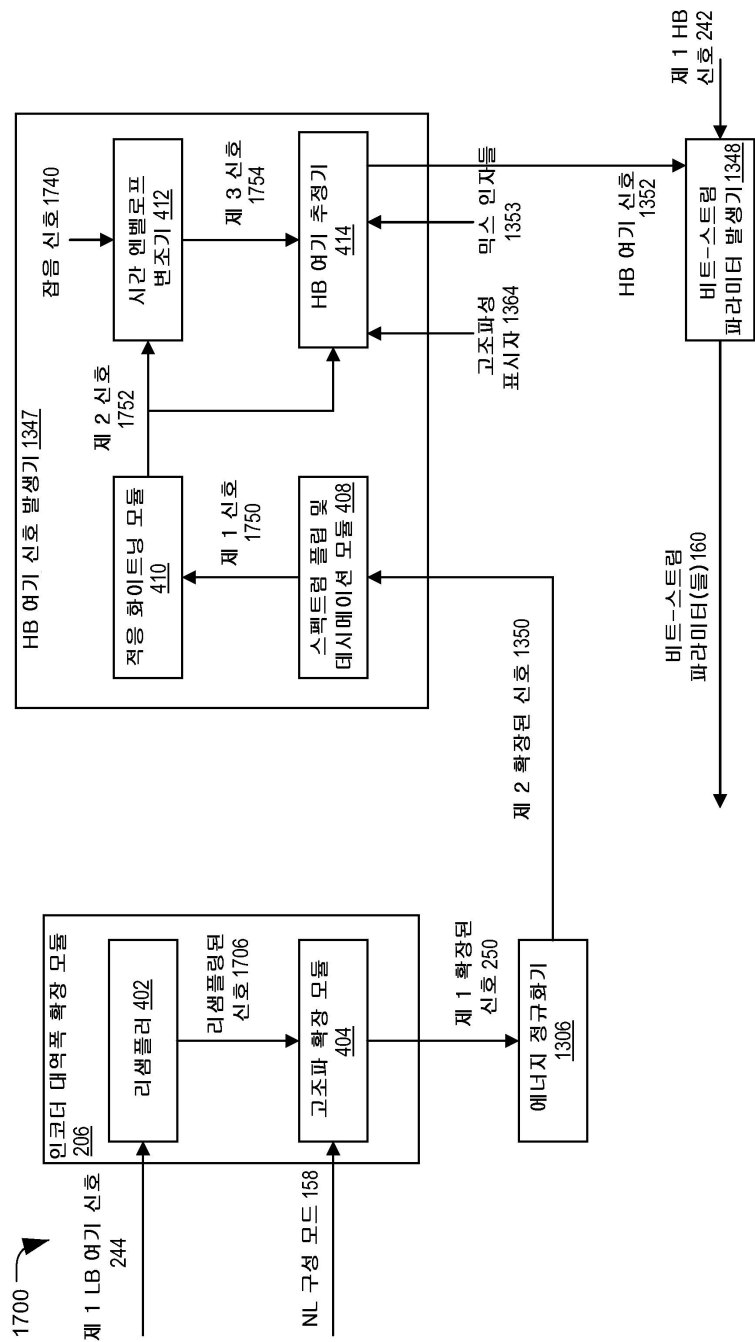 1700
제 1 LB 여기 신호
244
NL 구성 모드 158
인코더 대역폭 확장 모듈
206
리샘플러 402
리샘플링된
신호 1706
고조파 확장 모듈
404
제 1 확장된
신호 250
에너지 정규화기
1306
제 2 확장된 신호 1350
HB 여기 신호 발생기 1347
적응 화이트닝 모듈
410
제 1 신호
1750
스펙트럼 플립 및
데시메이션 모듈 408
제 2 신호
1752
잡음 신호 1740
시간 엔벨로프
변조기 412
제 3 신호
1754
HB 여기 추정기
414
고조파성
표시자 1364
믹스 인자들
1353
HB 여기 신호
1352
제 1 HB
신호 242
비트-스트림
파라미터 발생기 1348
비트-스트림
파라미터(들) 160